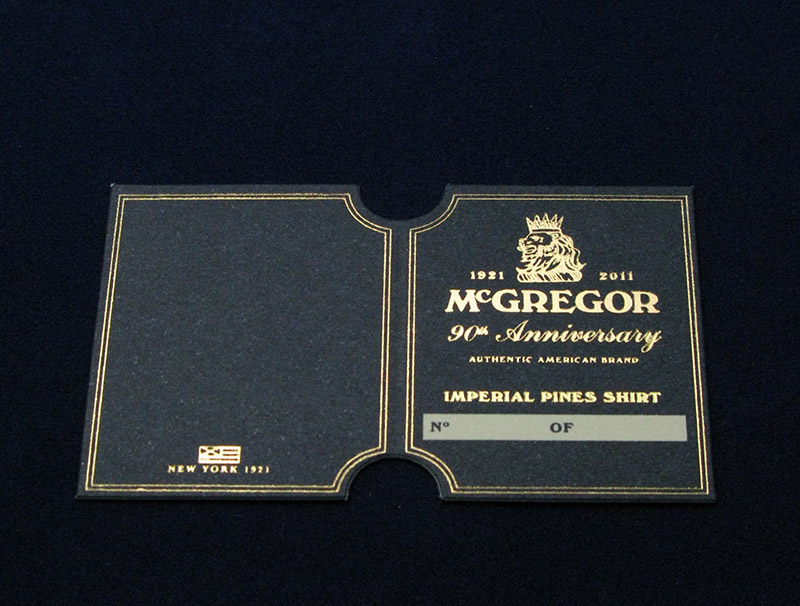 NEW YORK 1921
1921 2011
McGREGOR
90th Anniversary
AUTHENTIC AMERICAN BRAND
IMPERIAL PINES SHIRT
Nº OF